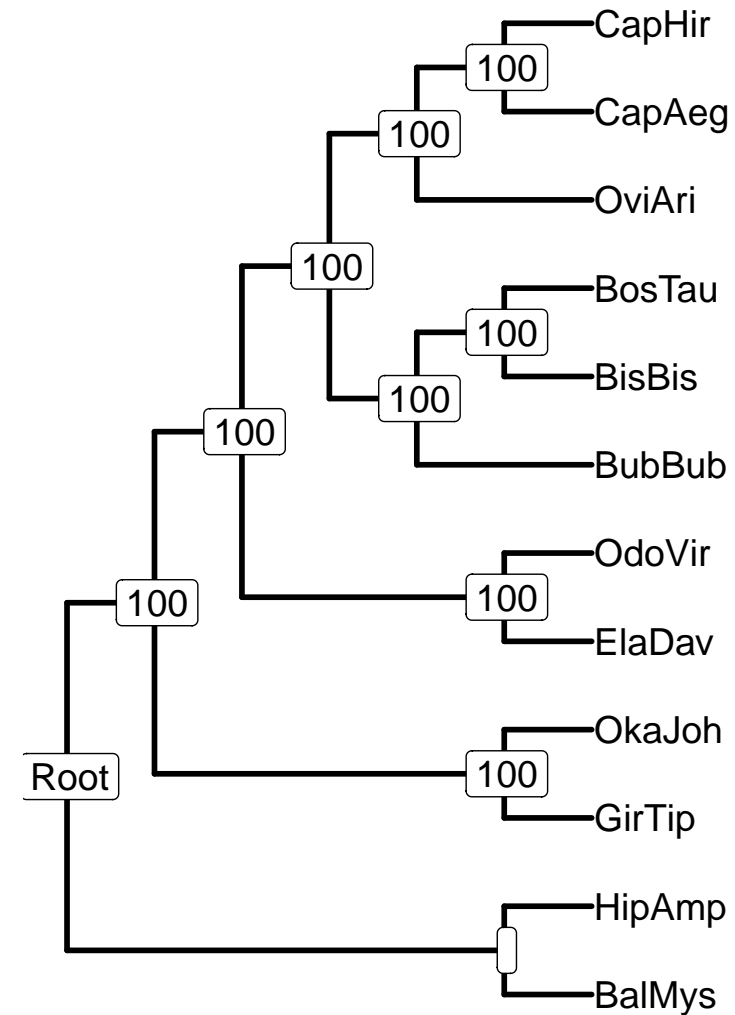 CapHir
100
CapAeg
100
OviAri
100
BosTau
100
BisBis
100
100
BubBub
OdoVir
100
100
ElaDav
OkaJoh
Root
100
GirTip
HipAmp
BalMys